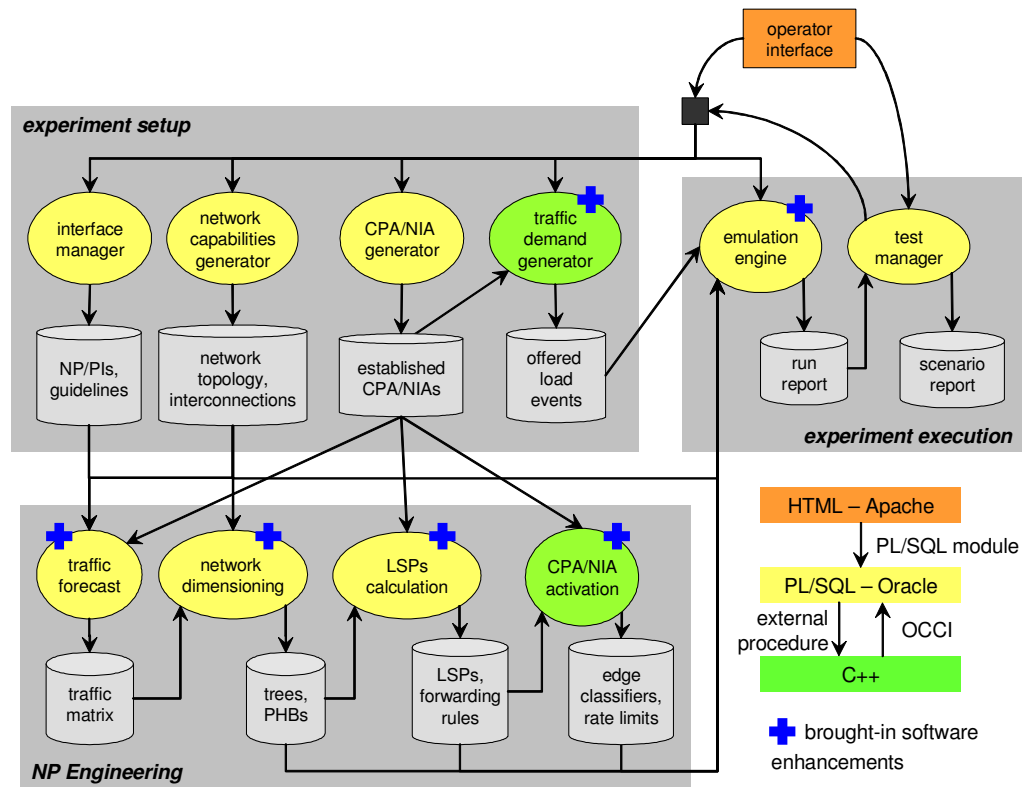 operator
interface
experiment setup
interface
manager
network
capabilities
generator
CPA/NIA
generator
traffic
demand
generator
emulation
engine
test
manager
NP/PIs,
guidelines
network
topology,
interconnections
established
CPA/NIAs
offered
load
events
run
report
scenario
report
experiment execution
traffic
forecast
network
dimensioning
LSPs
calculation
CPA/NIA
activation
traffic
matrix
trees,
PHBs
LSPs,
forwarding
rules
edge
classifiers,
rate limits
NP Engineering
HTML – Apache
PL/SQL module
PL/SQL – Oracle
external
procedure
OCCI
C++
brought-in software
enhancements